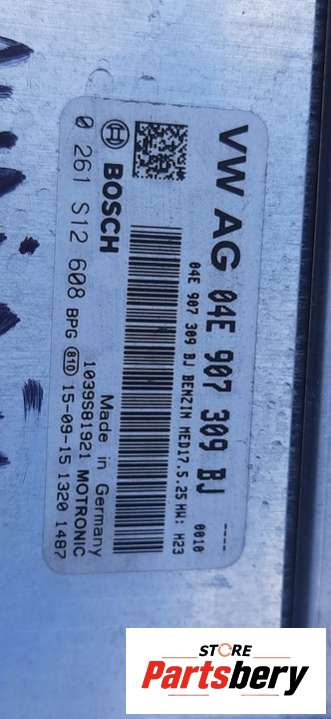 VW AG 04E 907 309 BJ
04E 907 309 BJ BENZIN MED17.5.25 HW: H23
0010 ----
BOSCH
0 261 S12 608 BPG 810 15-09-15 1320 1487
1039S81921 MOTRONIC
Made in Germany
STORE
Partsbery